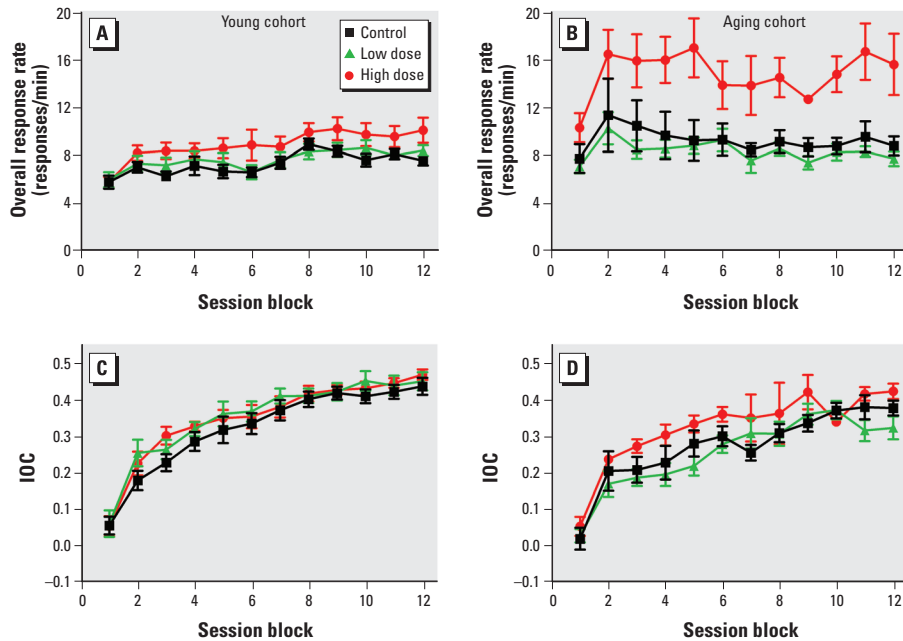 A
Young cohort
Control
Low dose
High dose
20
16
12
8
4
0
Overall response rate
(responses/min)
0 2 4 6 8 10 12
Session block
B
Aging cohort
20
16
12
8
4
0
Overall response rate
(responses/min)
0 2 4 6 8 10 12
Session block
C
0.5
0.4
0.3
0.2
0.1
0.0
–0.1
IOC
0 2 4 6 8 10 12
Session block
D
0.5
0.4
0.3
0.2
0.1
0.0
–0.1
IOC
0 2 4 6 8 10 12
Session block